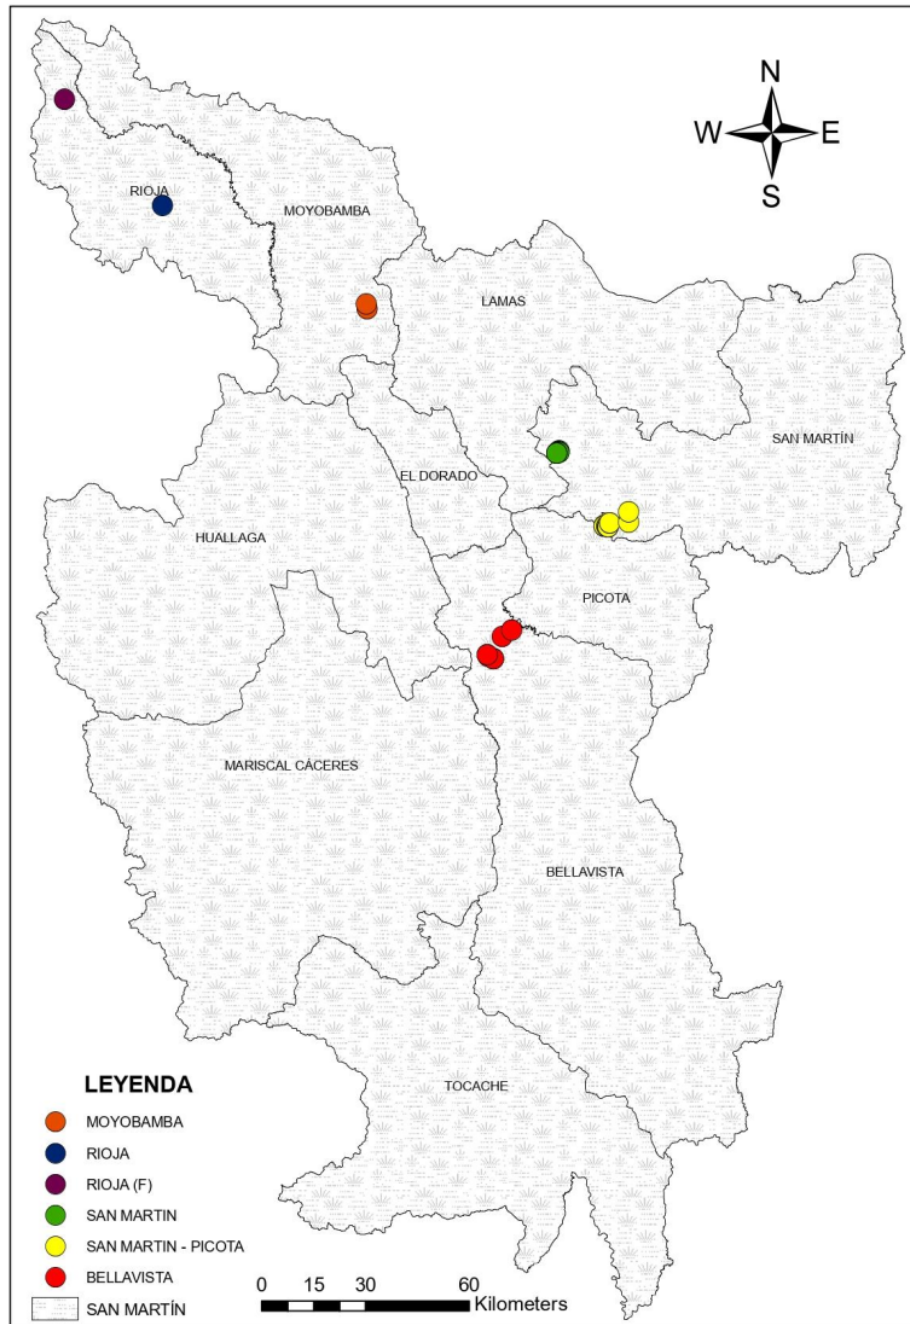 N
W E
S
RIOJA
MOYOBAMBA
LAMAS
SAN MARTÍN
EL DORADO
HUALLAGA
PICOTA
MARISCAL CÁCERES
BELLAVISTA
TOCACHE
LEYENDA
MOYOBAMBA
RIOJA
RIOJA (F)
SAN MARTIN
SAN MARTIN - PICOTA
BELLAVISTA
SAN MARTÍN
0 15 30 60
Kilometers